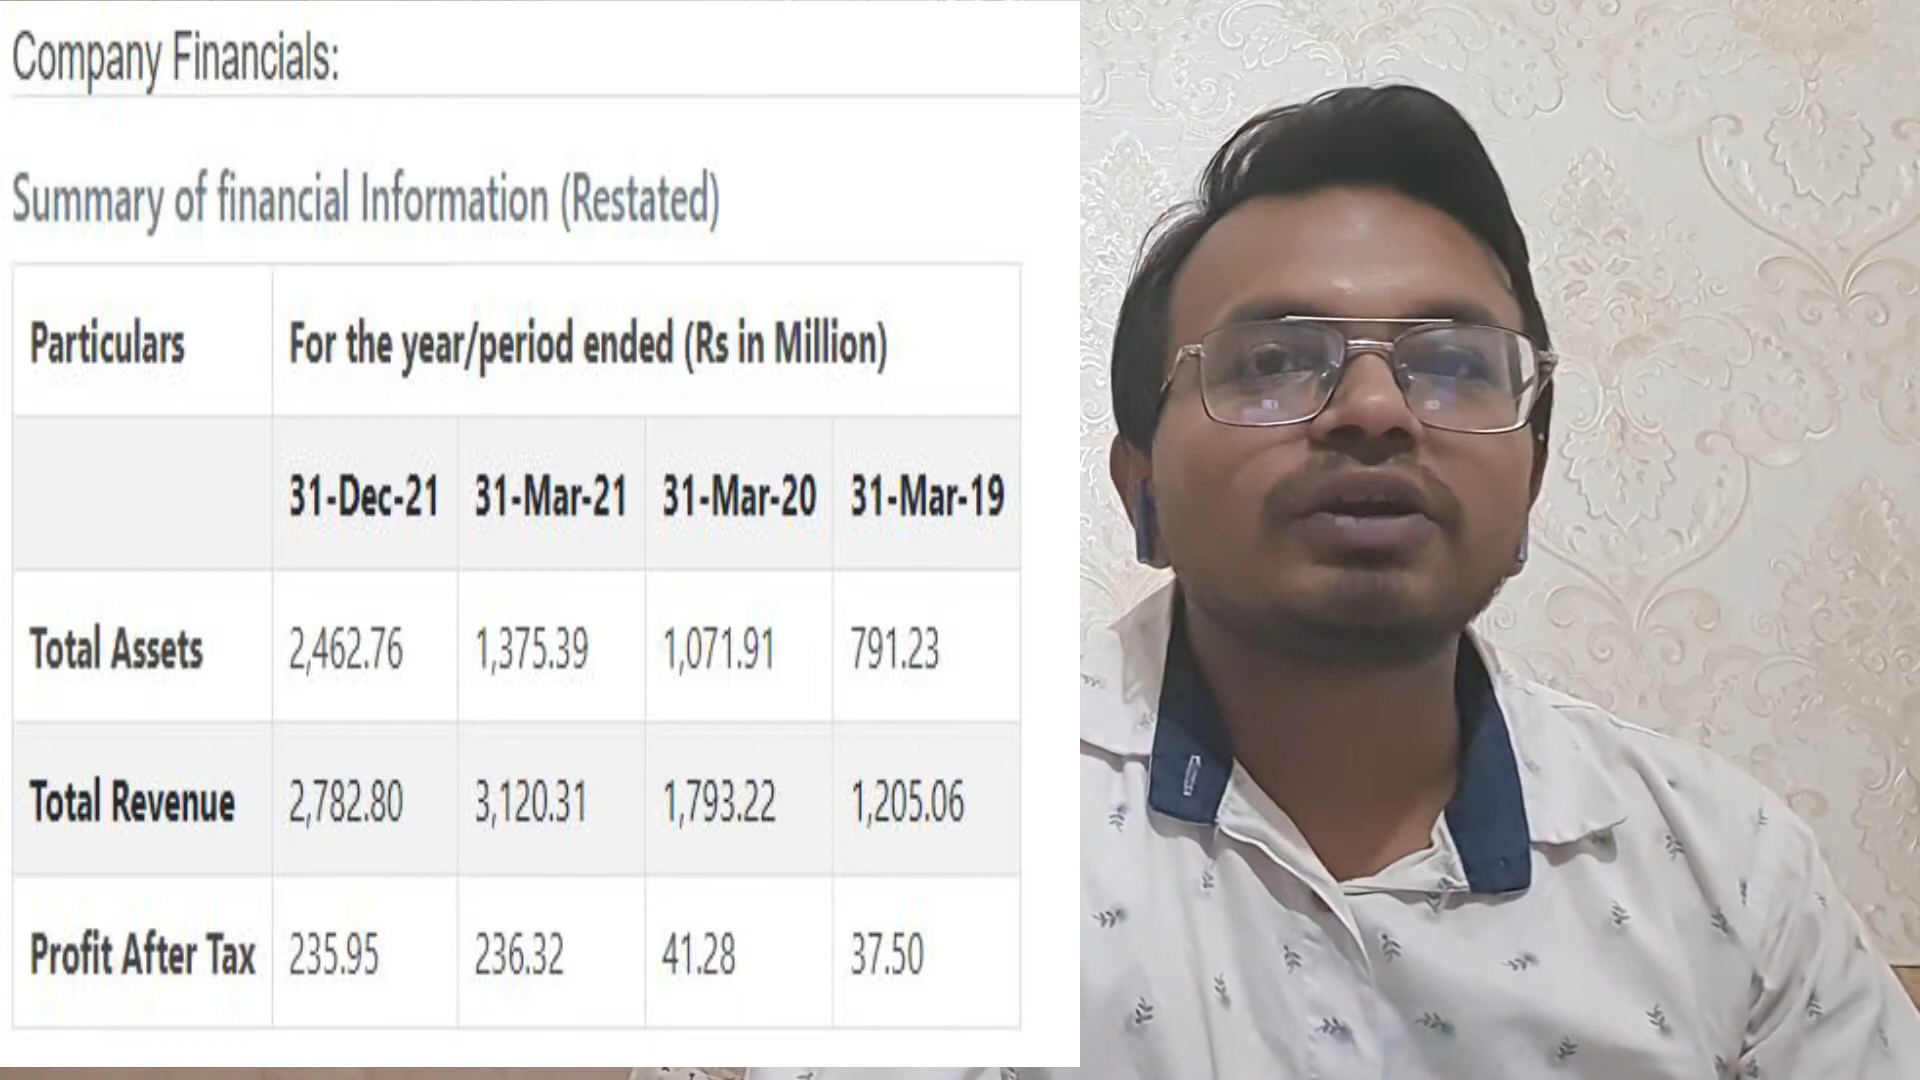 Company Financials:
Summary of financial Information (Restated)
Particulars For the year/period ended (Rs in Million)
31-Dec-21 31-Mar-21 31-Mar-20 31-Mar-19
Total Assets 2,462.76 1,375.39 1,071.91 791.23
Total Revenue 2,782.80 3,120.31 1,793.22 1,205.06
Profit After Tax 235.95 236.32 41.28 37.50